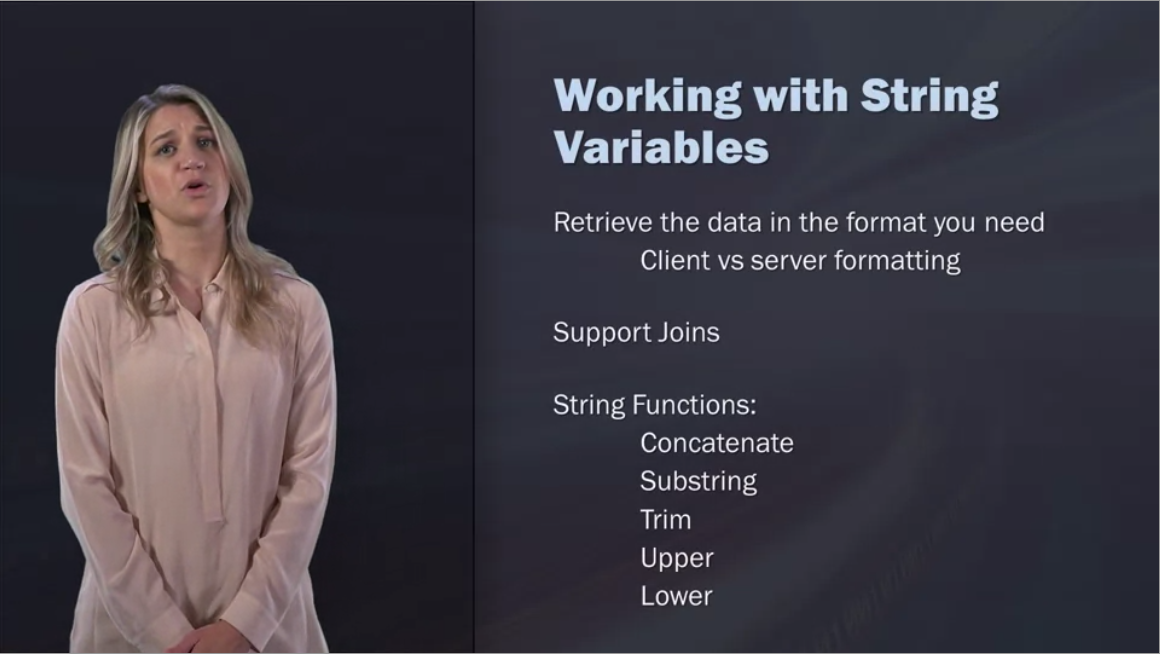 Working with String
Variables
Retrieve the data in the format you need
Client vs server formatting
Support Joins
String Functions:
Concatenate
Substring
Trim
Upper
Lower